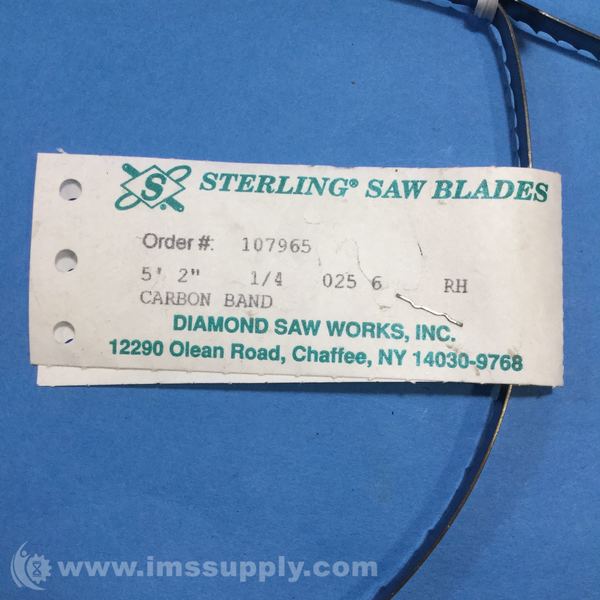 S
STERLING® SAW BLADES
Order #: 107965
5' 2" 1/4 025 6 RH
CARBON BAND
DIAMOND SAW WORKS, INC.
12290 Olean Road, Chaffee, NY 14030-9768
www.imssupply.com